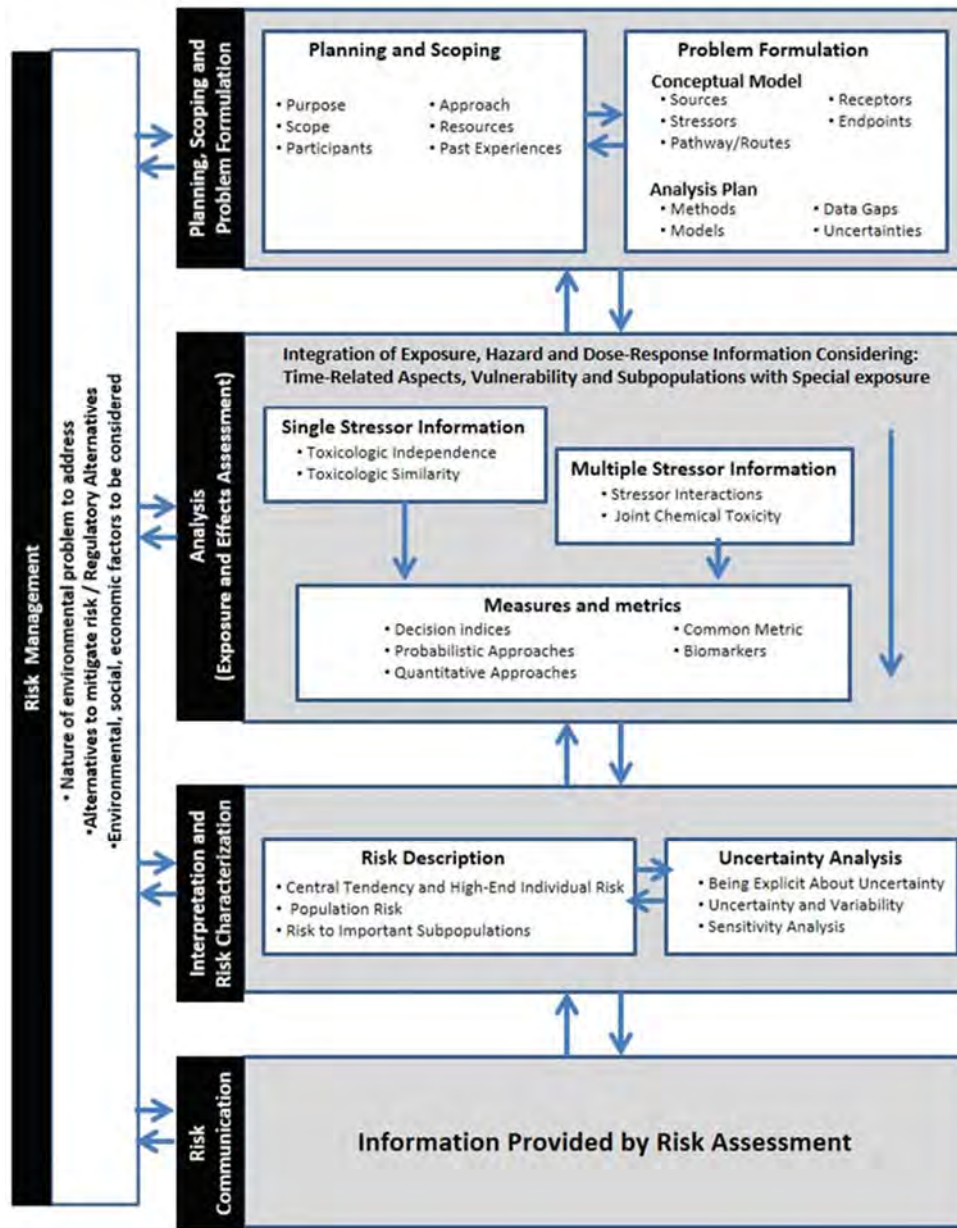 Risk Management
• Nature of environmental problem to address
•Alternatives to mitigate risk / Regulatory Alternatives
•Environmental, social, economic factors to be considered
Planning, Scoping and
Problem Formulation
Planning and Scoping
• Purpose
• Scope
• Participants
• Approach
• Resources
• Past Experiences
Problem Formulation
Conceptual Model
• Sources
• Stressors
• Pathway/Routes
• Receptors
• Endpoints
Analysis Plan
• Methods
• Models
• Data Gaps
• Uncertainties
Analysis
(Exposure and Effects Assessment)
Integration of Exposure, Hazard and Dose-Response Information Considering:
Time-Related Aspects, Vulnerability and Subpopulations with Special exposure
Single Stressor Information
• Toxicologic Independence
• Toxicologic Similarity
Multiple Stressor Information
• Stressor Interactions
• Joint Chemical Toxicity
Measures and metrics
• Decision indices
• Probabilistic Approaches
• Quantitative Approaches
• Common Metric
• Biomarkers
Interpretation and
Risk Characterization
Risk Description
• Central Tendency and High-End Individual Risk
• Population Risk
• Risk to Important Subpopulations
Uncertainty Analysis
• Being Explicit About Uncertainty
• Uncertainty and Variability
• Sensitivity Analysis
Risk
Communication
Information Provided by Risk Assessment